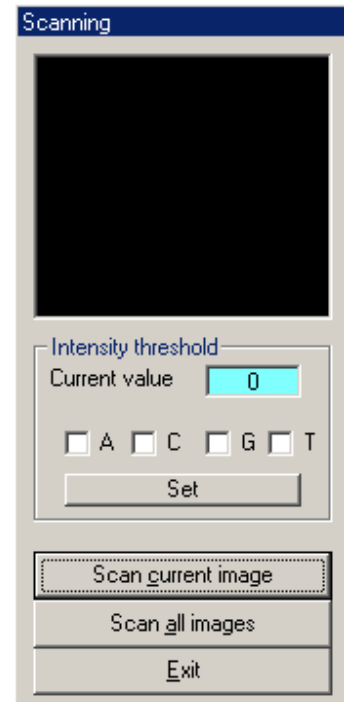 Scanning
Intensity threshold
Current value 0
A C G T
Set
Scan current image
Scan all images
Exit